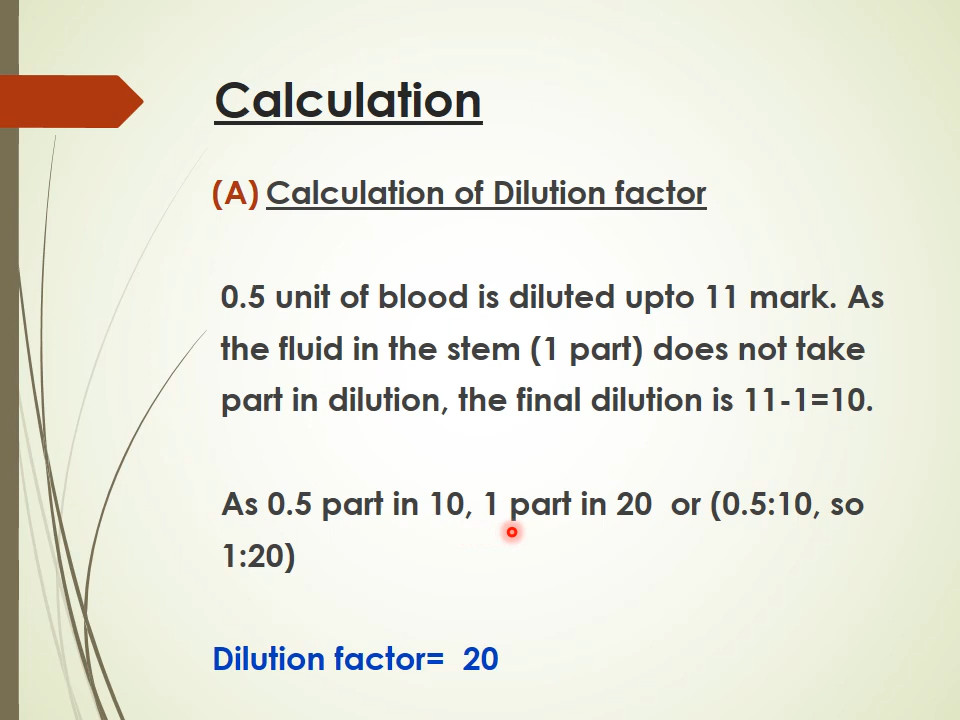 Calculation
(A) Calculation of Dilution factor
0.5 unit of blood is diluted upto 11 mark. As
the fluid in the stem (1 part) does not take
part in dilution, the final dilution is 11-1=10.
As 0.5 part in 10, 1 part in 20 or (0.5:10, so
1:20)
Dilution factor= 20